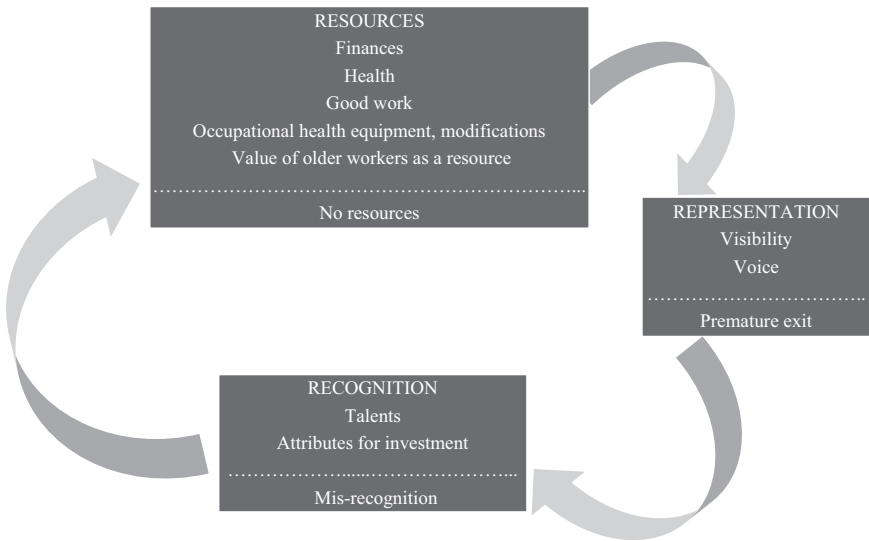 RESOURCES
Finances
Health
Good work
Occupational health equipment, modifications
Value of older workers as a resource
…………………………………………………………...
No resources
REPRESENTATION
Visibility
Voice
……………………………..
Premature exit
RECOGNITION
Talents
Attributes for investment
………………......…………………...
Mis-recognition